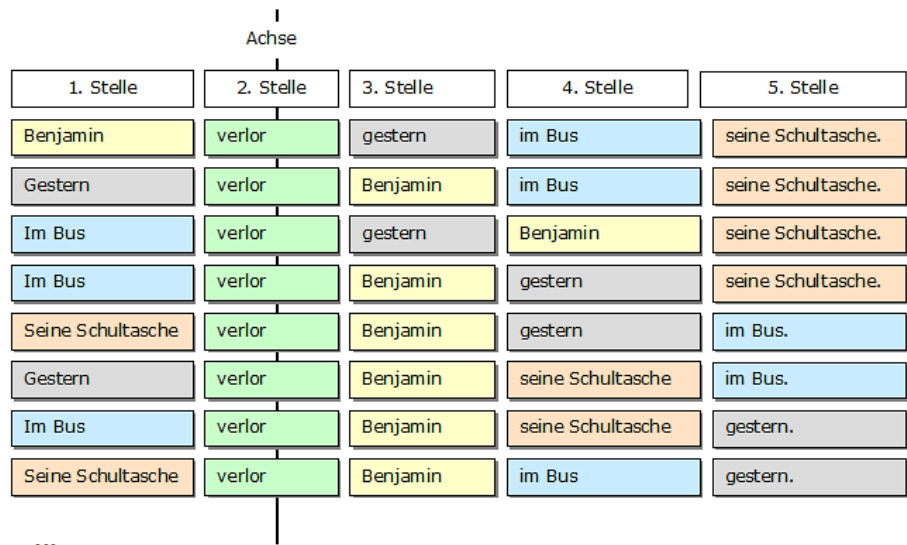 Achse
1. Stelle 2. Stelle 3. Stelle 4. Stelle 5. Stelle
Benjamin verlor gestern im Bus seine Schultasche.
Gestern verlor Benjamin im Bus seine Schultasche.
Im Bus verlor gestern Benjamin seine Schultasche.
Im Bus verlor Benjamin gestern seine Schultasche.
Seine Schultasche verlor Benjamin gestern im Bus.
Gestern verlor Benjamin seine Schultasche im Bus.
Im Bus verlor Benjamin seine Schultasche gestern.
Seine Schultasche verlor Benjamin im Bus gestern.
...